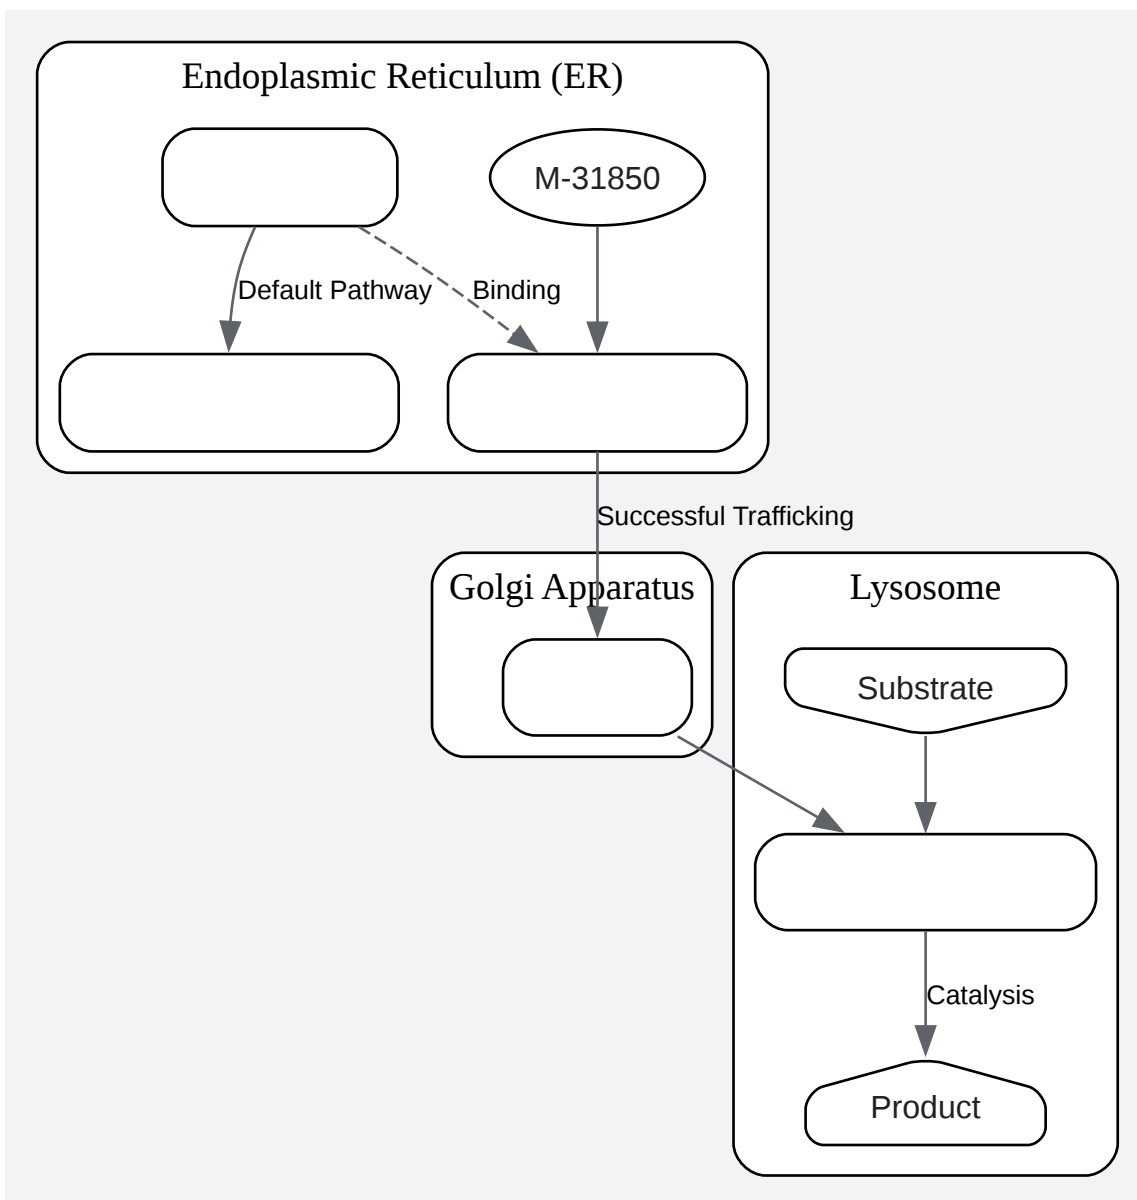 Endoplasmic Reticulum (ER)
M-31850
Default Pathway
Binding
Successful Trafficking
Golgi Apparatus
Lysosome
Substrate
Catalysis
Product